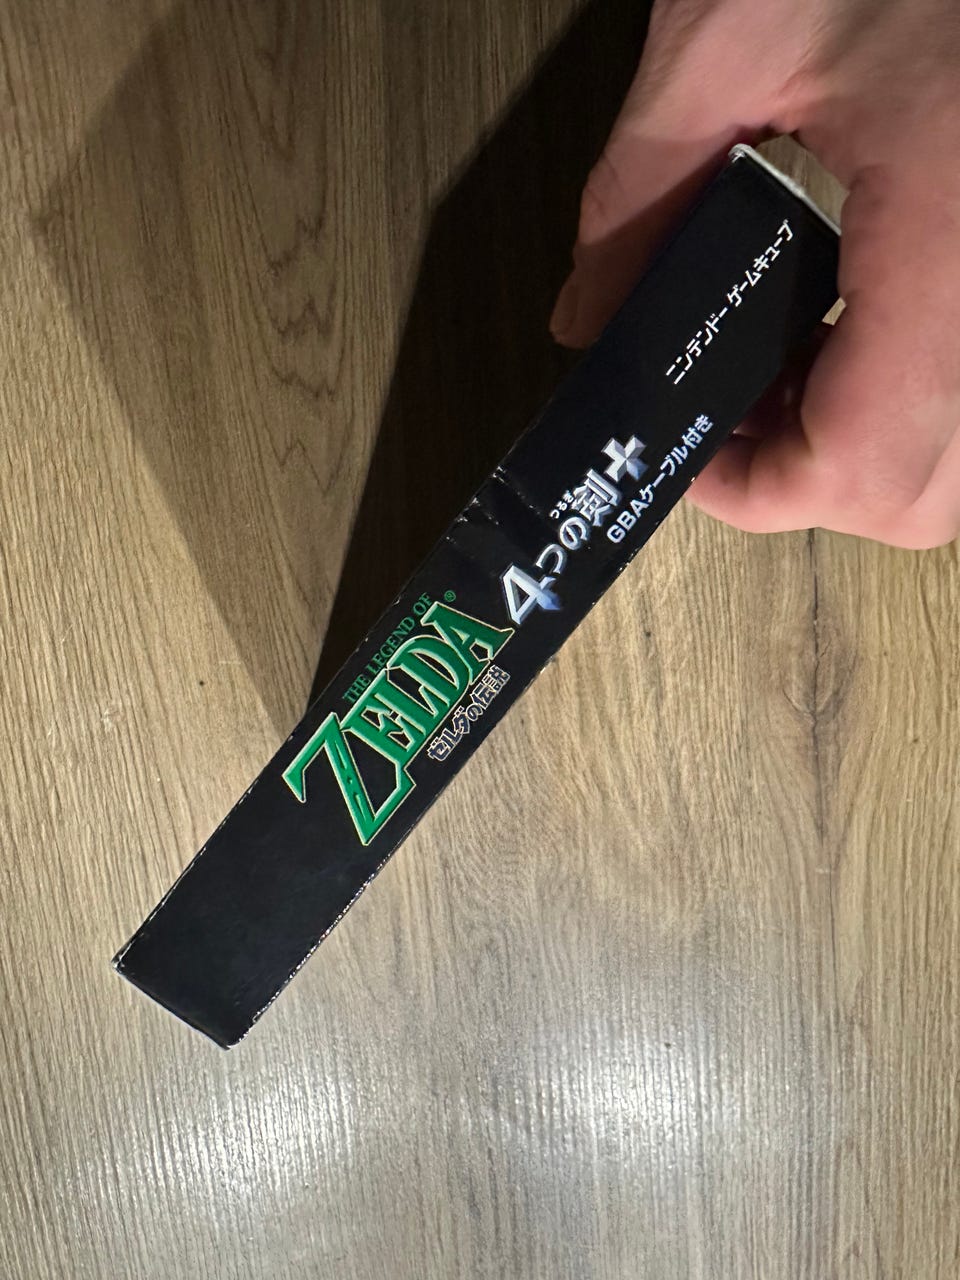 THE LEGEND OF
ZELDA®
ゼルダの伝説
4つの剣+
つるぎ
GBAケーブル付き
ニンテンドー ゲームキューブ